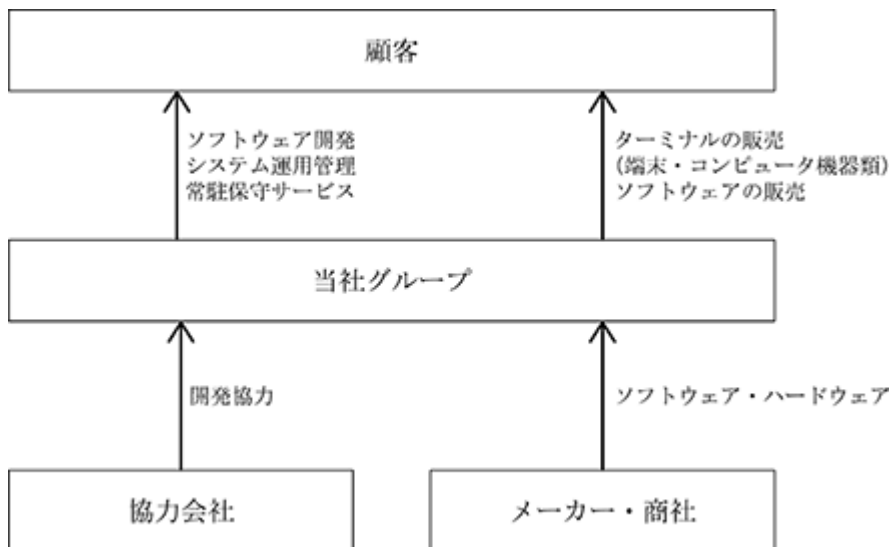 顧客
ソフトウェア開発
システム運用管理
常駐保守サービス
ターミナルの販売
(端末・コンピュータ機器類)
ソフトウェアの販売
当社グループ
開発協力
ソフトウェア・ハードウェア
協力会社
メーカー・商社